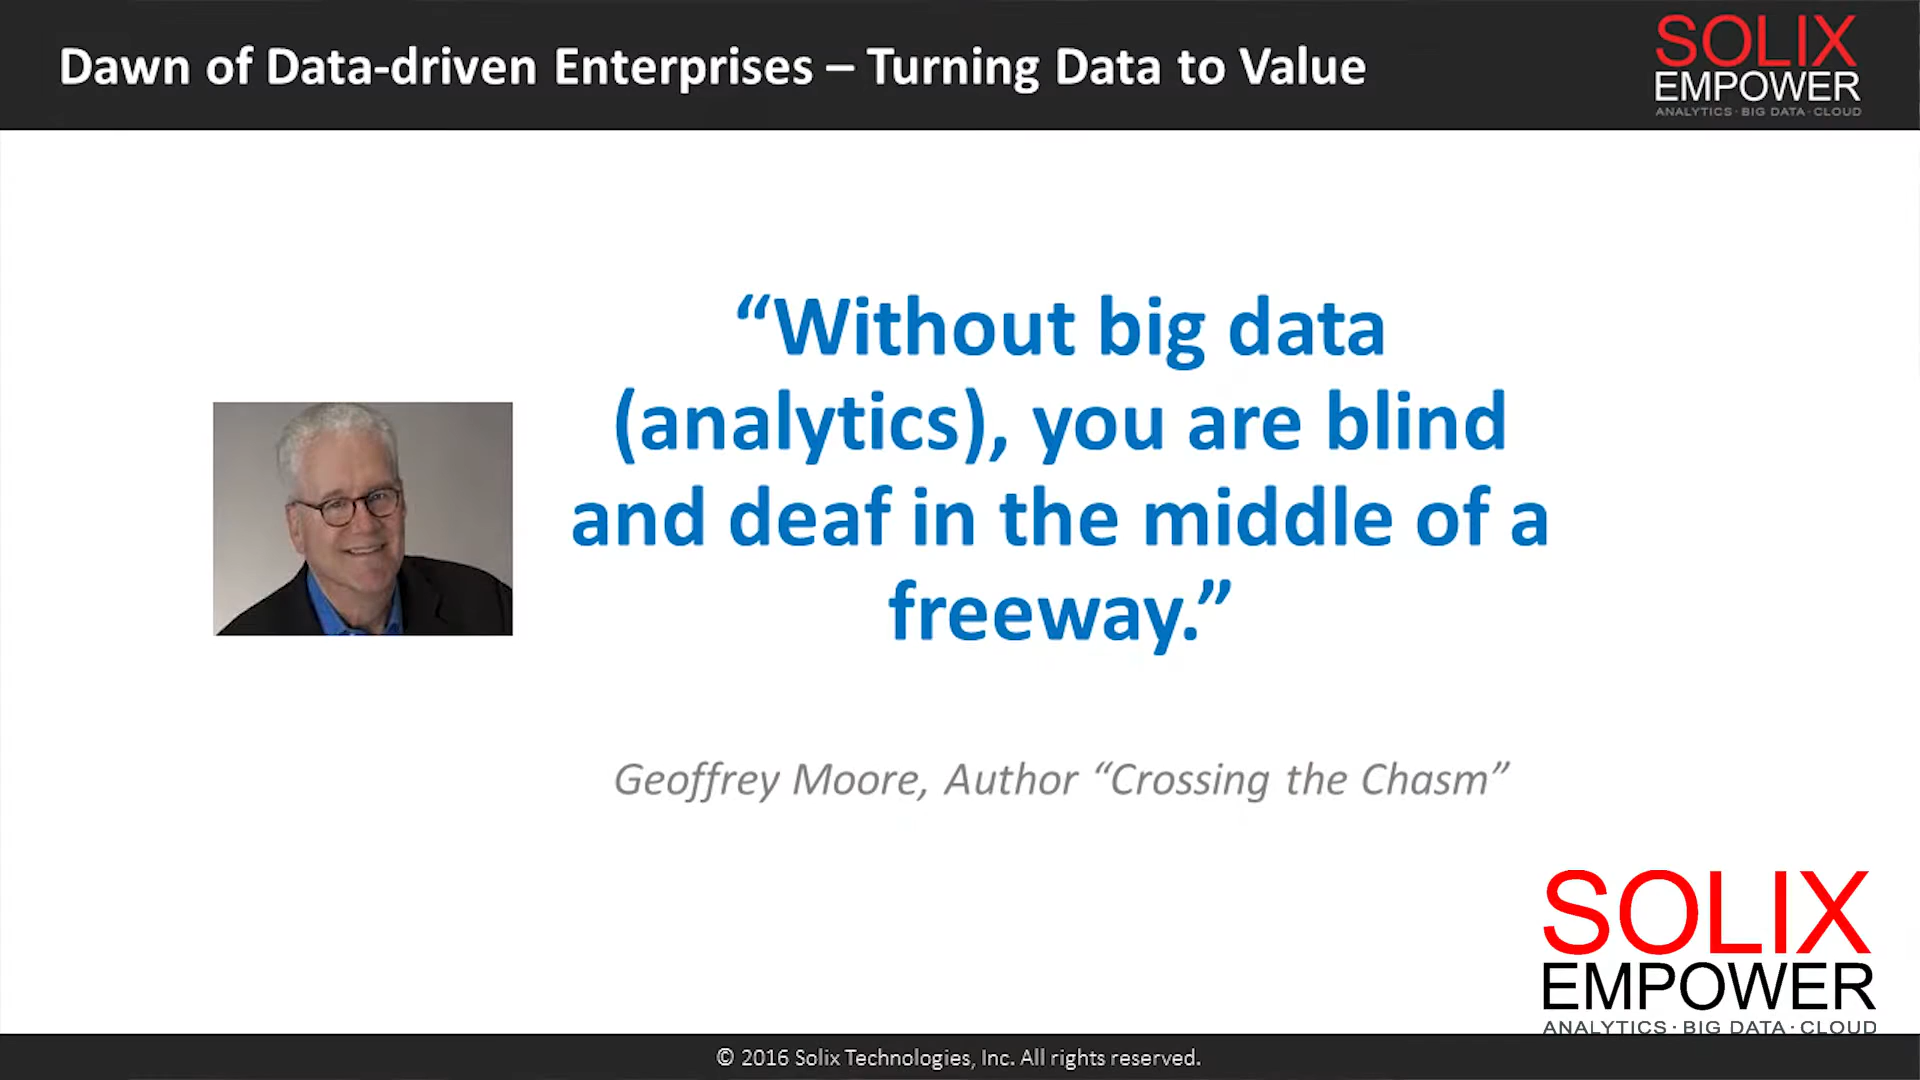 Dawn of Data-driven Enterprises – Turning Data to Value
SOLIX
EMPOWER
ANALYTICS · BIG DATA · CLOUD
“Without big data
(analytics), you are blind
and deaf in the middle of a
freeway.”
Geoffrey Moore, Author “Crossing the Chasm”
SOLIX
EMPOWER
ANALYTICS · BIG DATA · CLOUD
© 2016 Solix Technologies, Inc. All rights reserved.